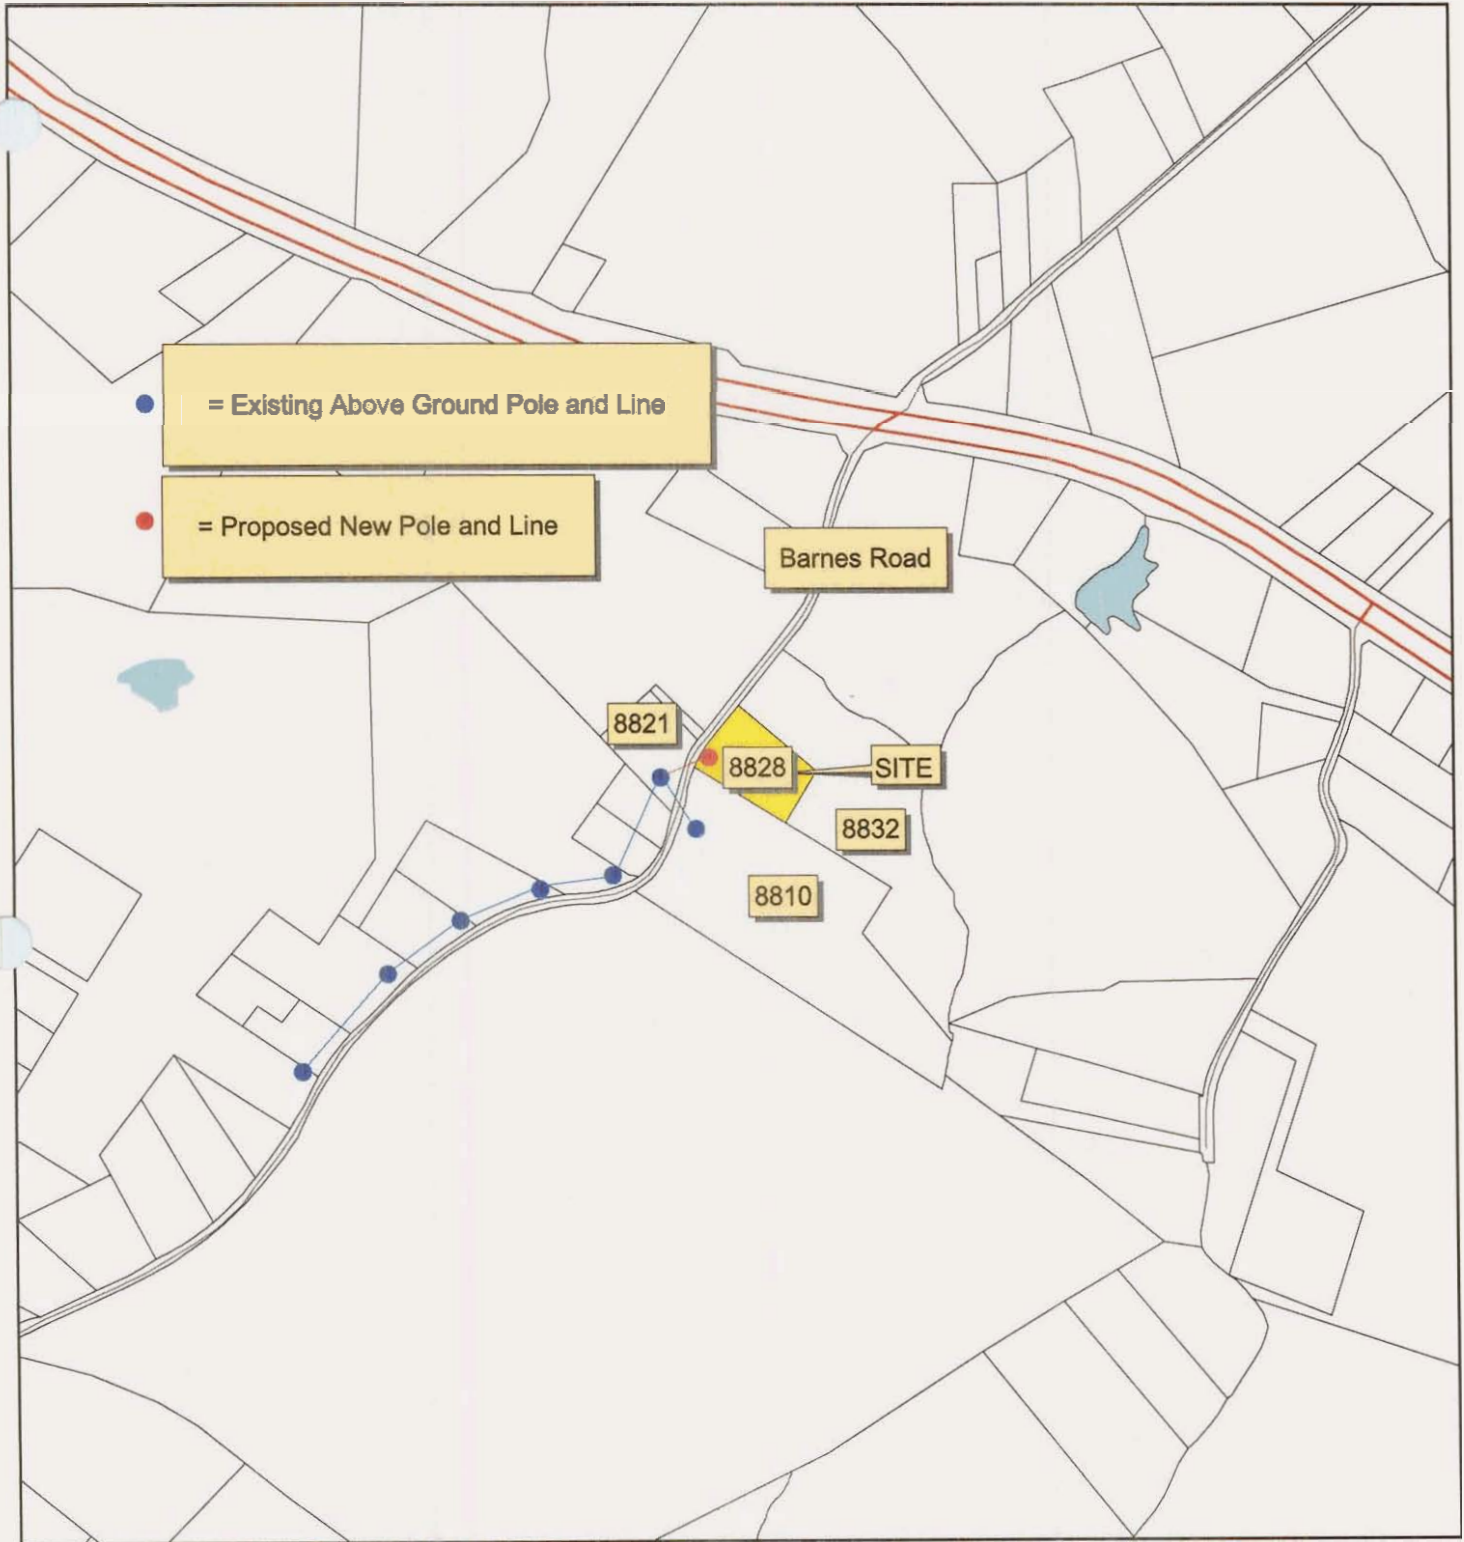 = Existing Above Ground Pole and Line
= Proposed New Pole and Line
Barnes Road
8821
8828
SITE
8832
8810